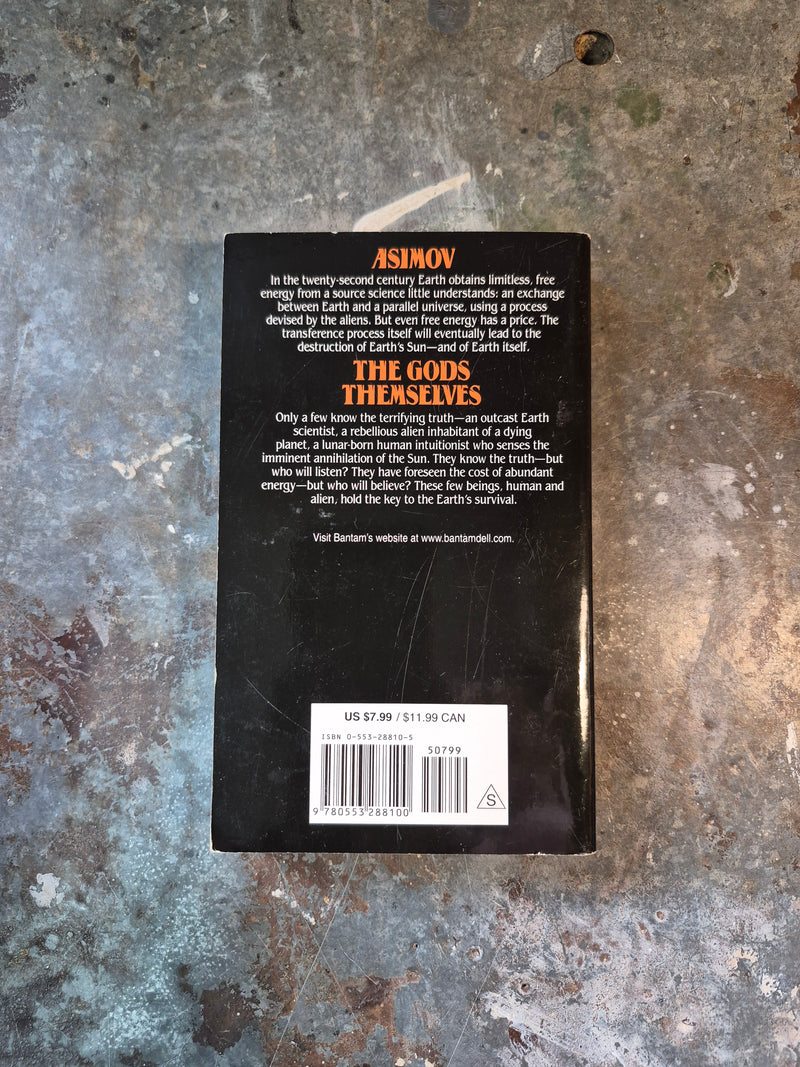 ASIMOV
In the twenty-second century Earth obtains limitless, free
energy from a source science little understands: an exchange
between Earth and a parallel universe, using a process
devised by the aliens. But even free energy has a price. The
transference process itself will eventually lead to the
destruction of Earth's Sun—and of Earth itself.
THE GODS
THEMSELVES
Only a few know the terrifying truth—an outcast Earth
scientist, a rebellious alien inhabitant of a dying
planet, a lunar-born human intuitionist who senses the
imminent annihilation of the Sun. They know the truth—but
who will listen? They have foreseen the cost of abundant
energy—but who will believe? These few beings, human and
alien, hold the key to the Earth's survival.
Visit Bantam's website at www.bantamdell.com.
US $7.99 / $11.99 CAN
ISBN 0-553-28810-5
50799
9 780553 288100
S